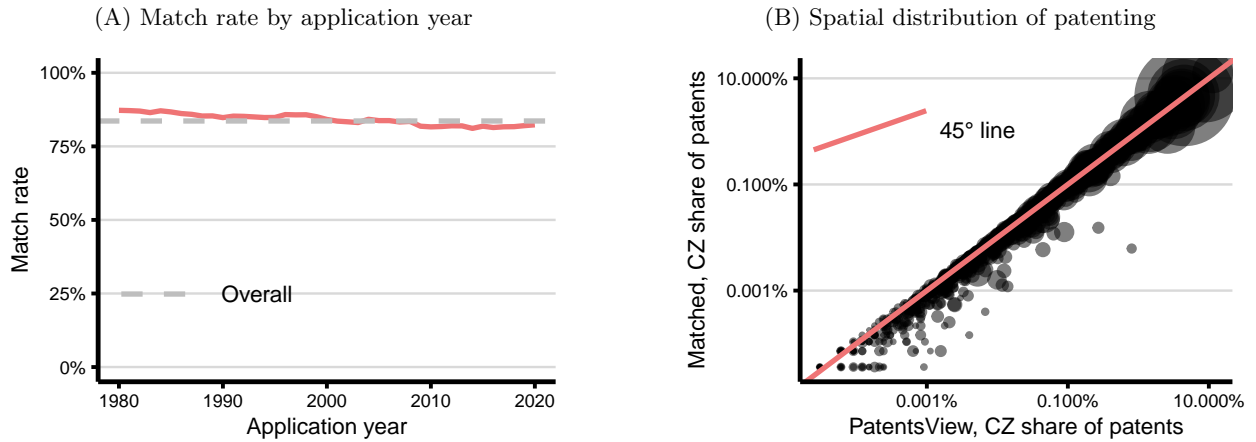 (A) Match rate by application year
100%
75%
50%
25%
0%
Match rate
Overall
1980
1990
2000
2010
2020
Application year
(B) Spatial distribution of patenting
10.000%
0.100%
0.001%
Matched, CZ share of patents
45° line
0.001%
0.100%
10.000%
PatentsView, CZ share of patents